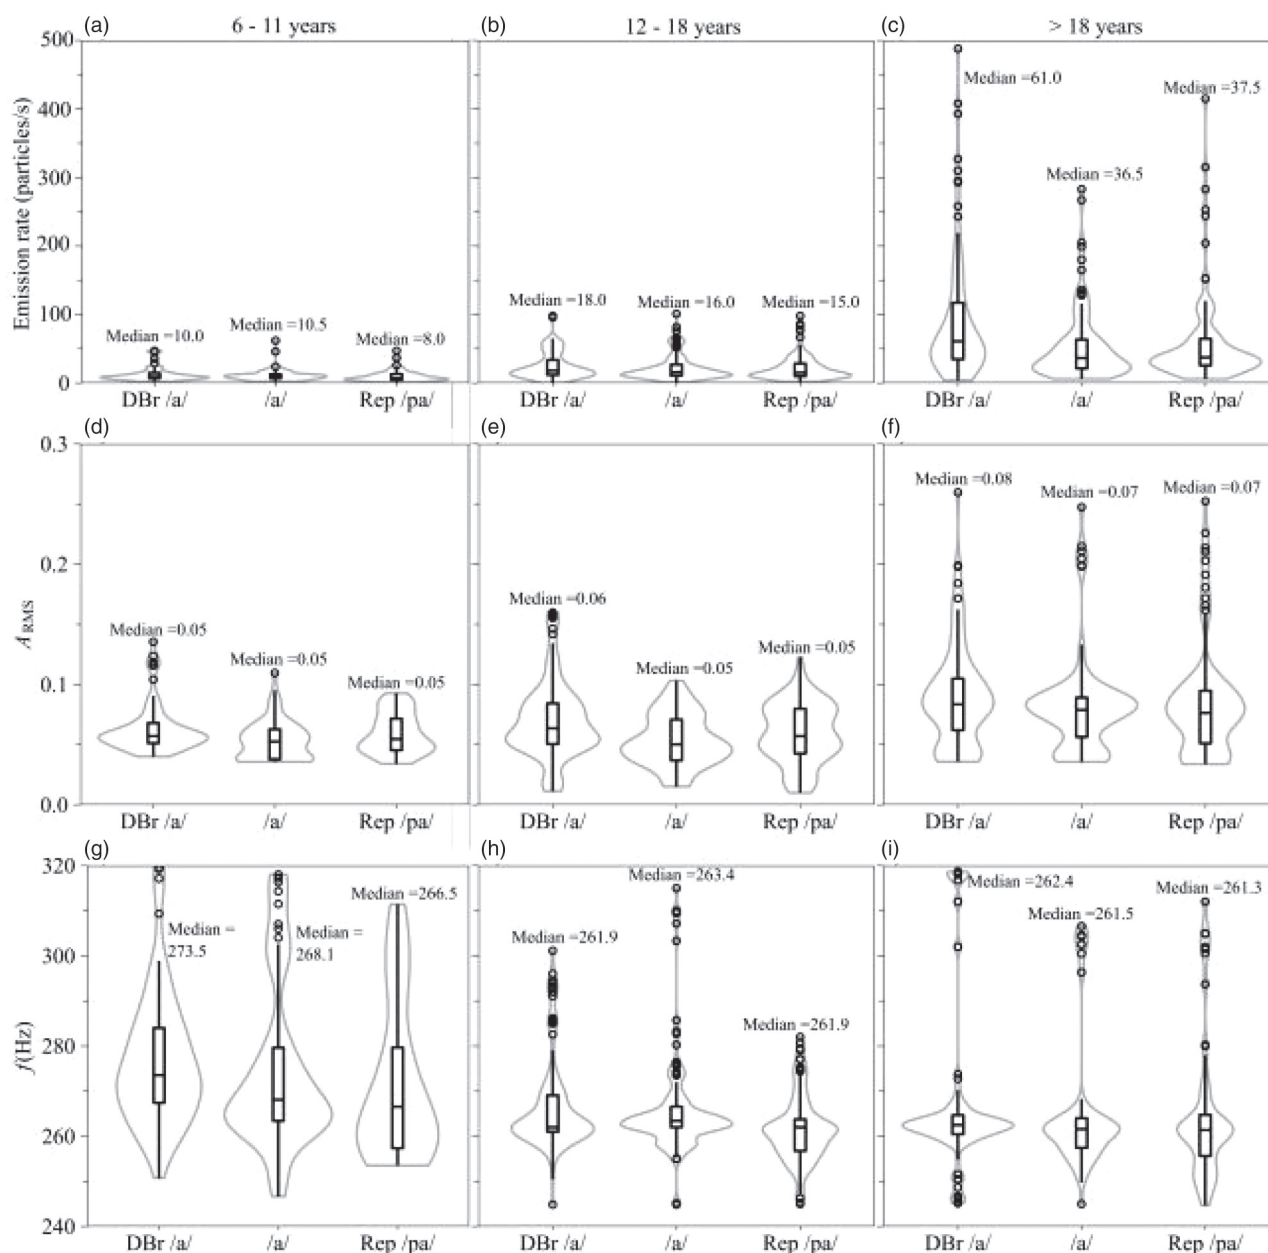 (a) 6 - 11 years (b) 12 - 18 years (c) > 18 years
500
400
300
200
100
0
Emission rate (particles/s)
Median =10.0
Median =10.5
Median =8.0
Median =18.0
Median =16.0
Median =15.0
Median =61.0
Median =36.5
Median =37.5
DBr /a/ /a/ Rep /pa/ DBr /a/ /a/ Rep /pa/ DBr /a/ /a/ Rep /pa/
(d) (e) (f)
0.3
0.2
0.1
0.0
A RMS
Median =0.05
Median =0.05
Median =0.05
Median =0.06
Median =0.05
Median =0.05
Median =0.08
Median =0.07
Median =0.07
DBr /a/ /a/ Rep /pa/ DBr /a/ /a/ Rep /pa/ DBr /a/ /a/ Rep /pa/
(g) (h) (i)
320
300
280
260
240
f(Hz)
Median =
273.5
Median =
268.1
Median =266.5
Median =261.9
Median =263.4
Median =261.9
Median =262.4
Median =261.5
Median =261.3
DBr /a/ /a/ Rep /pa/ DBr /a/ /a/ Rep /pa/ DBr /a/ /a/ Rep /pa/